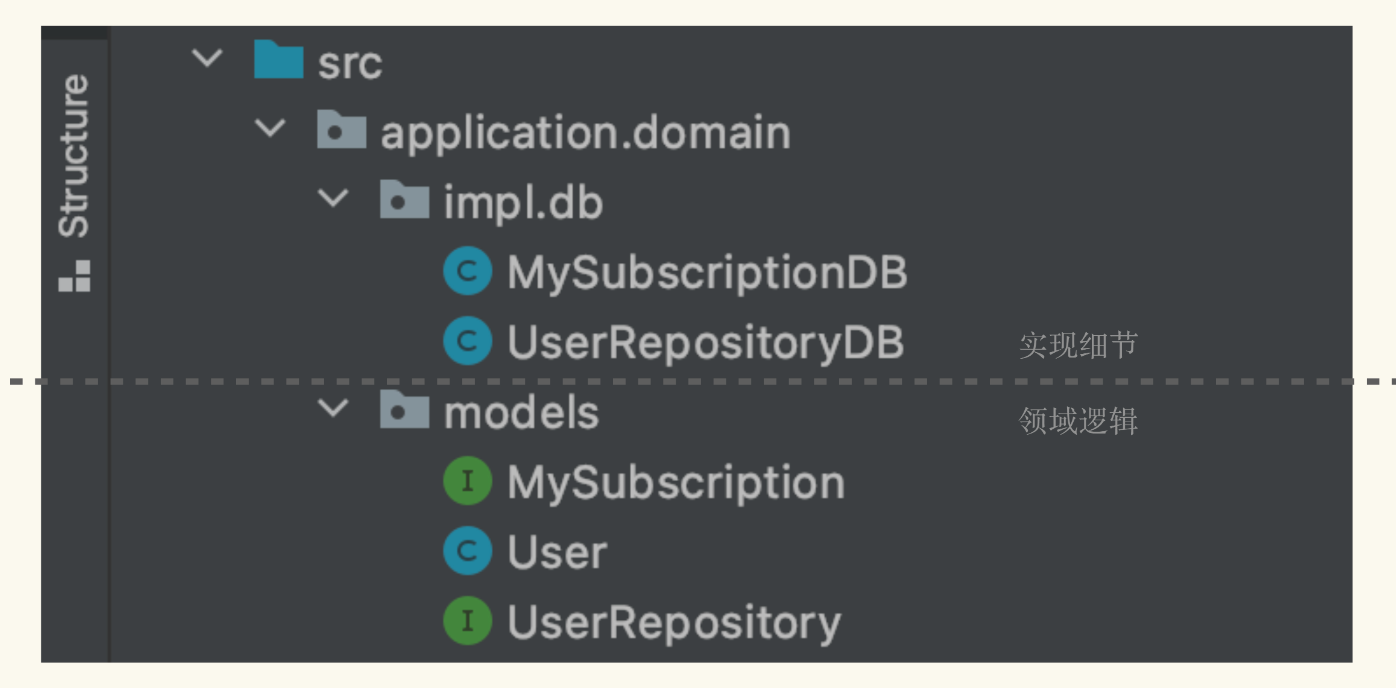 Structure
src
application.domain
impl.db
C MySubscriptionDB
C UserRepositoryDB 实现细节
models 领域逻辑
I MySubscription
C User
I UserRepository